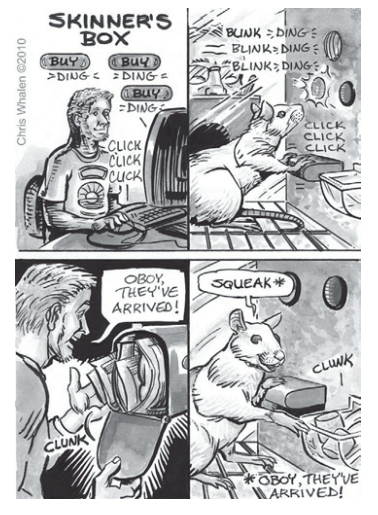 SKINNER'S
BOX
Chris Whalen ©2010
BUY
BUY
DING
DING
BUY
DING
CLICK
CLICK
CLICK
BLINK DING
BLINK DING
BLINK DING
CLICK
CLICK
CLICK
OBOY,
THEY'VE
ARRIVED!
CLUNK
SQUEAK*
CLUNK
*OBOY, THEY'VE
ARRIVED!